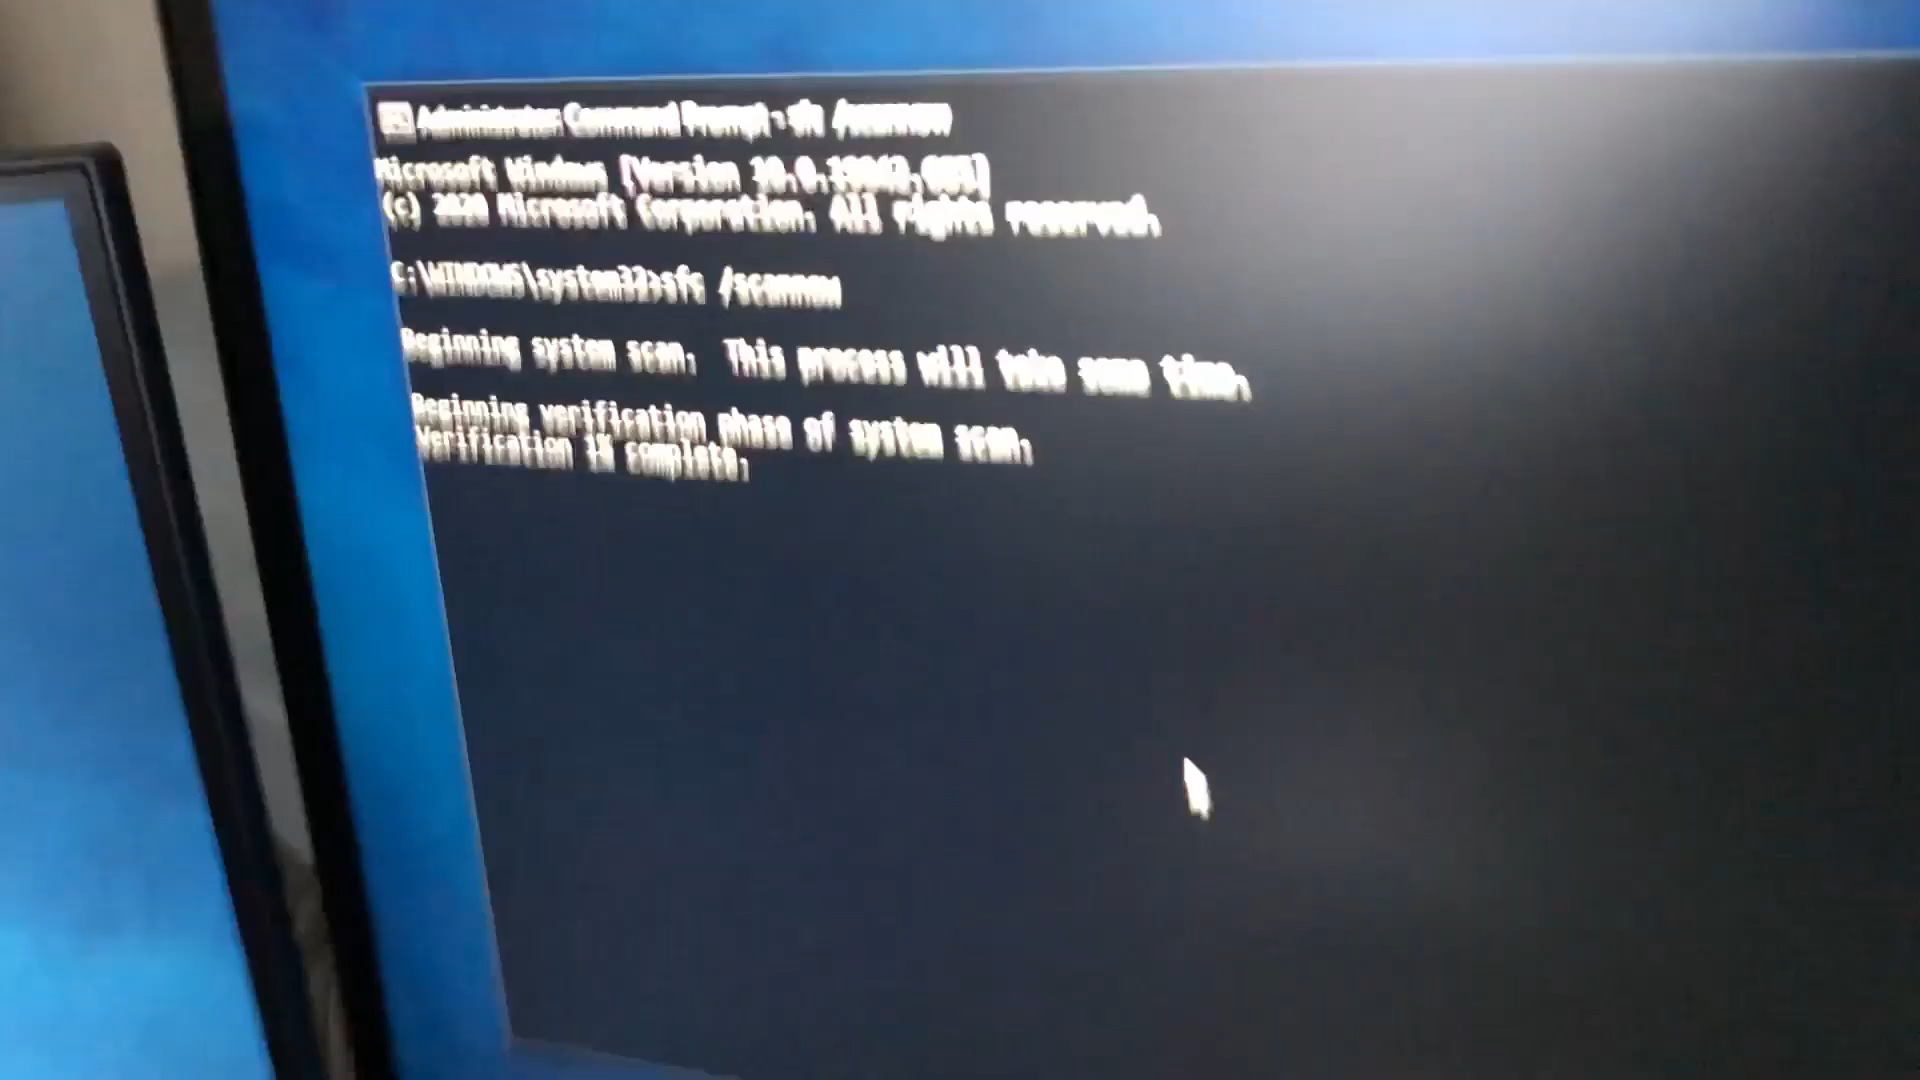 Administrator: Command Prompt - sfc /scannow
Microsoft Windows [Version 10.0.19042.685]
(c) 2020 Microsoft Corporation. All rights reserved.
C:\WINDOWS\system32>sfc /scannow
Beginning system scan.  This process will take some time.
Beginning verification phase of system scan.
Verification 1% complete.